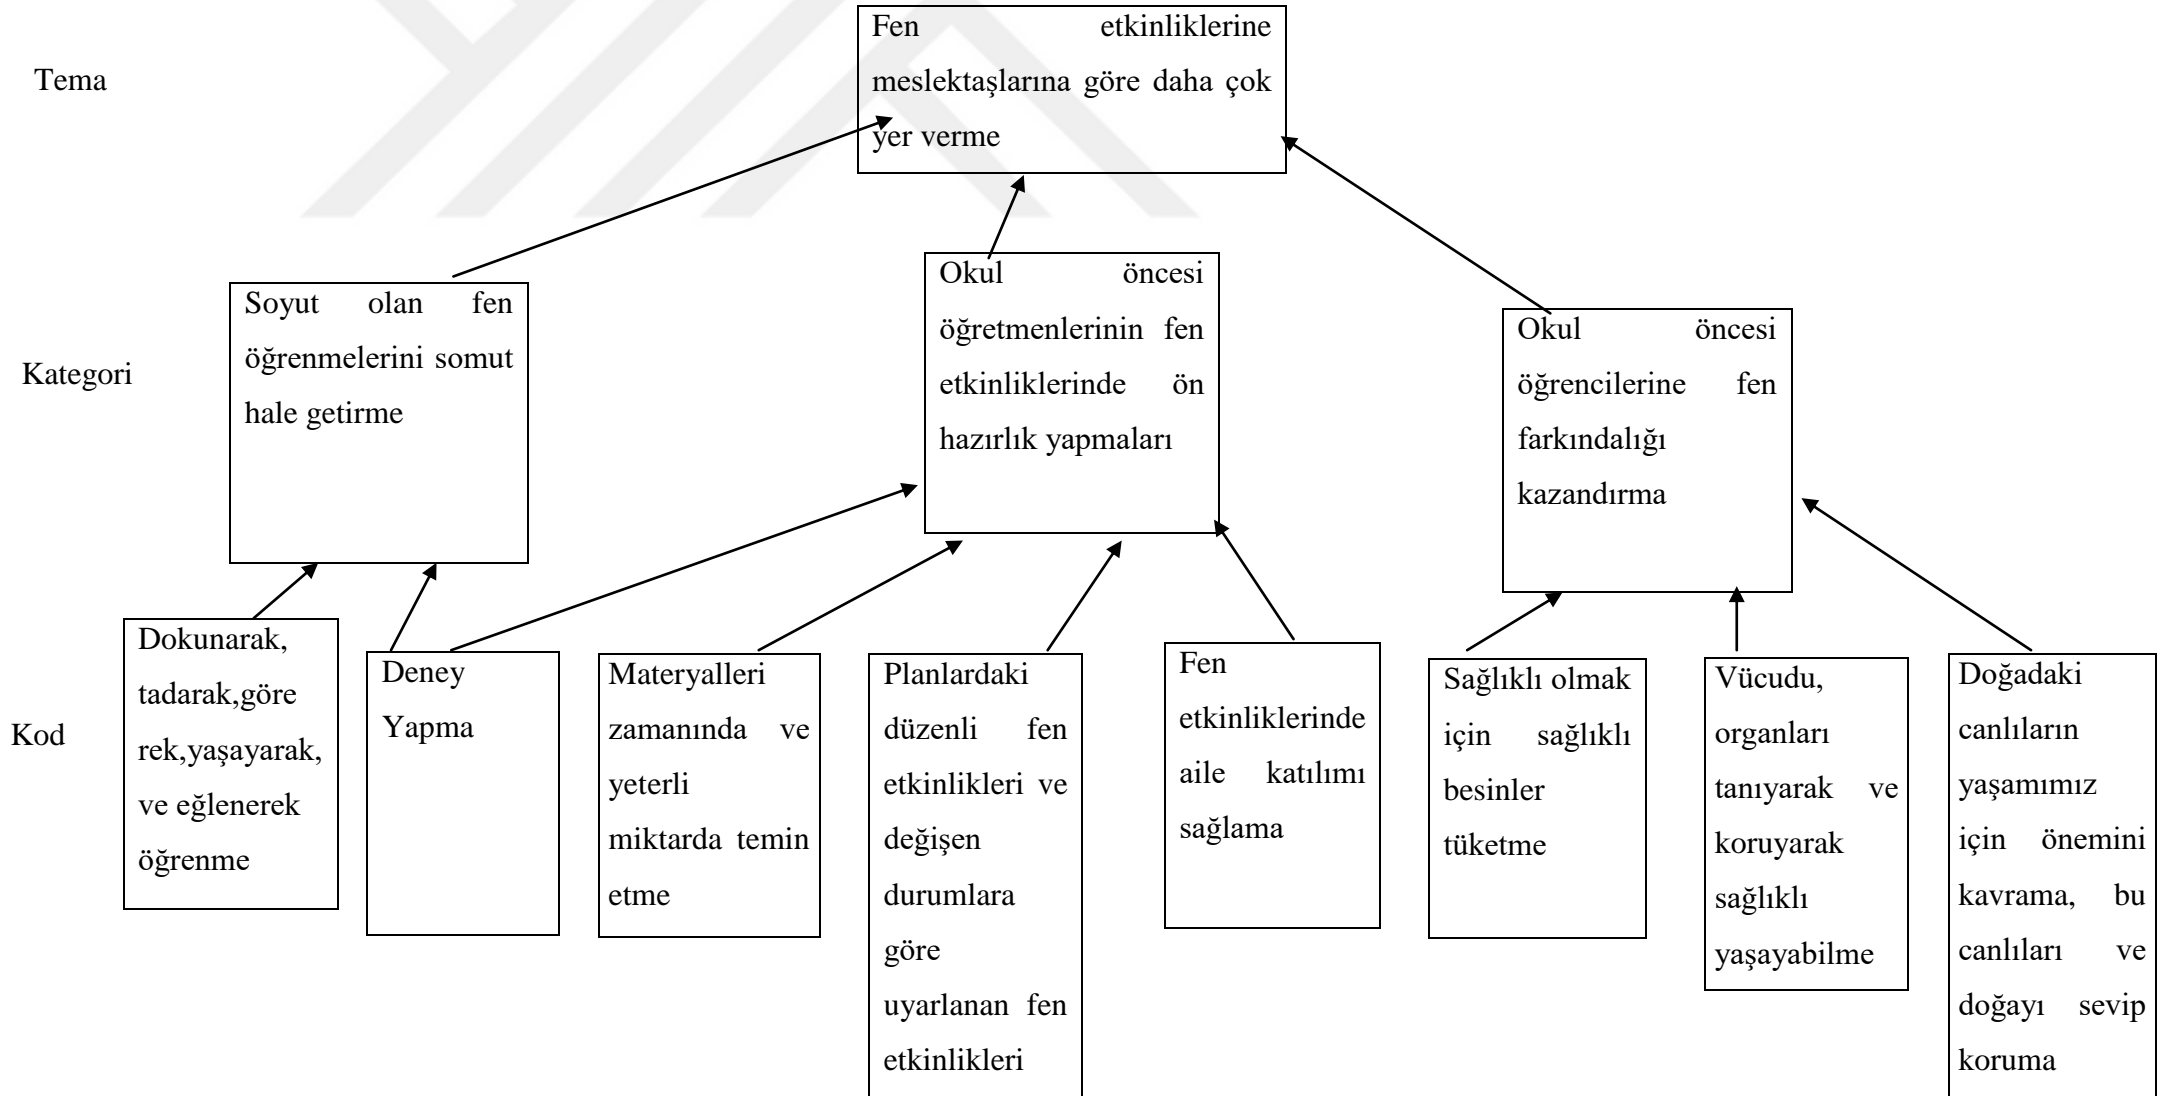 Tema
Fen etkinliklerine
meslektaşlarına göre daha çok
yer verme
Kategori
Soyut olan fen
öğrenmelerini somut
hale getirme
Okul öncesi
öğretmenlerinin fen
etkinliklerinde ön
hazırlık yapmaları
Okul öncesi
öğrencilerine fen
farkındalığı
kazandırma
Kod
Dokunarak,
tadarak,göre
rek,yaşayarak,
ve eğlenerek
öğrenme
Deney
Yapma
Materyalleri
zamanında ve
yeterli
miktarda temin
etme
Planlardaki
düzenli fen
etkinlikleri ve
değişen
durumlara
göre
uyarlanan fen
etkinlikleri
Fen
etkinliklerinde
aile katılımı
sağlama
Sağlıklı olmak
için sağlıklı
besinler
tüketme
Vücudu,
organları
tanıyarak ve
koruyarak
sağlıklı
yaşayabilme
Doğadaki
canlıların
yaşamımız
için önemini
kavrama, bu
canlıları ve
doğayı sevip
koruma